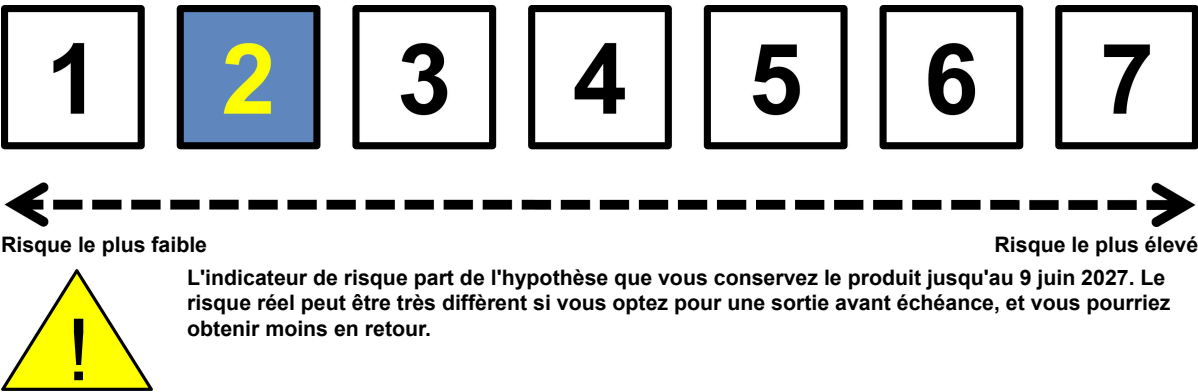 1 2 3 4 5 6 7
Risque le plus faible Risque le plus élevé
L'indicateur de risque part de l'hypothèse que vous conservez le produit jusqu'au 9 juin 2027. Le
risque réel peut être très diffèrent si vous optez pour une sortie avant échéance, et vous pourriez
obtenir moins en retour.
!